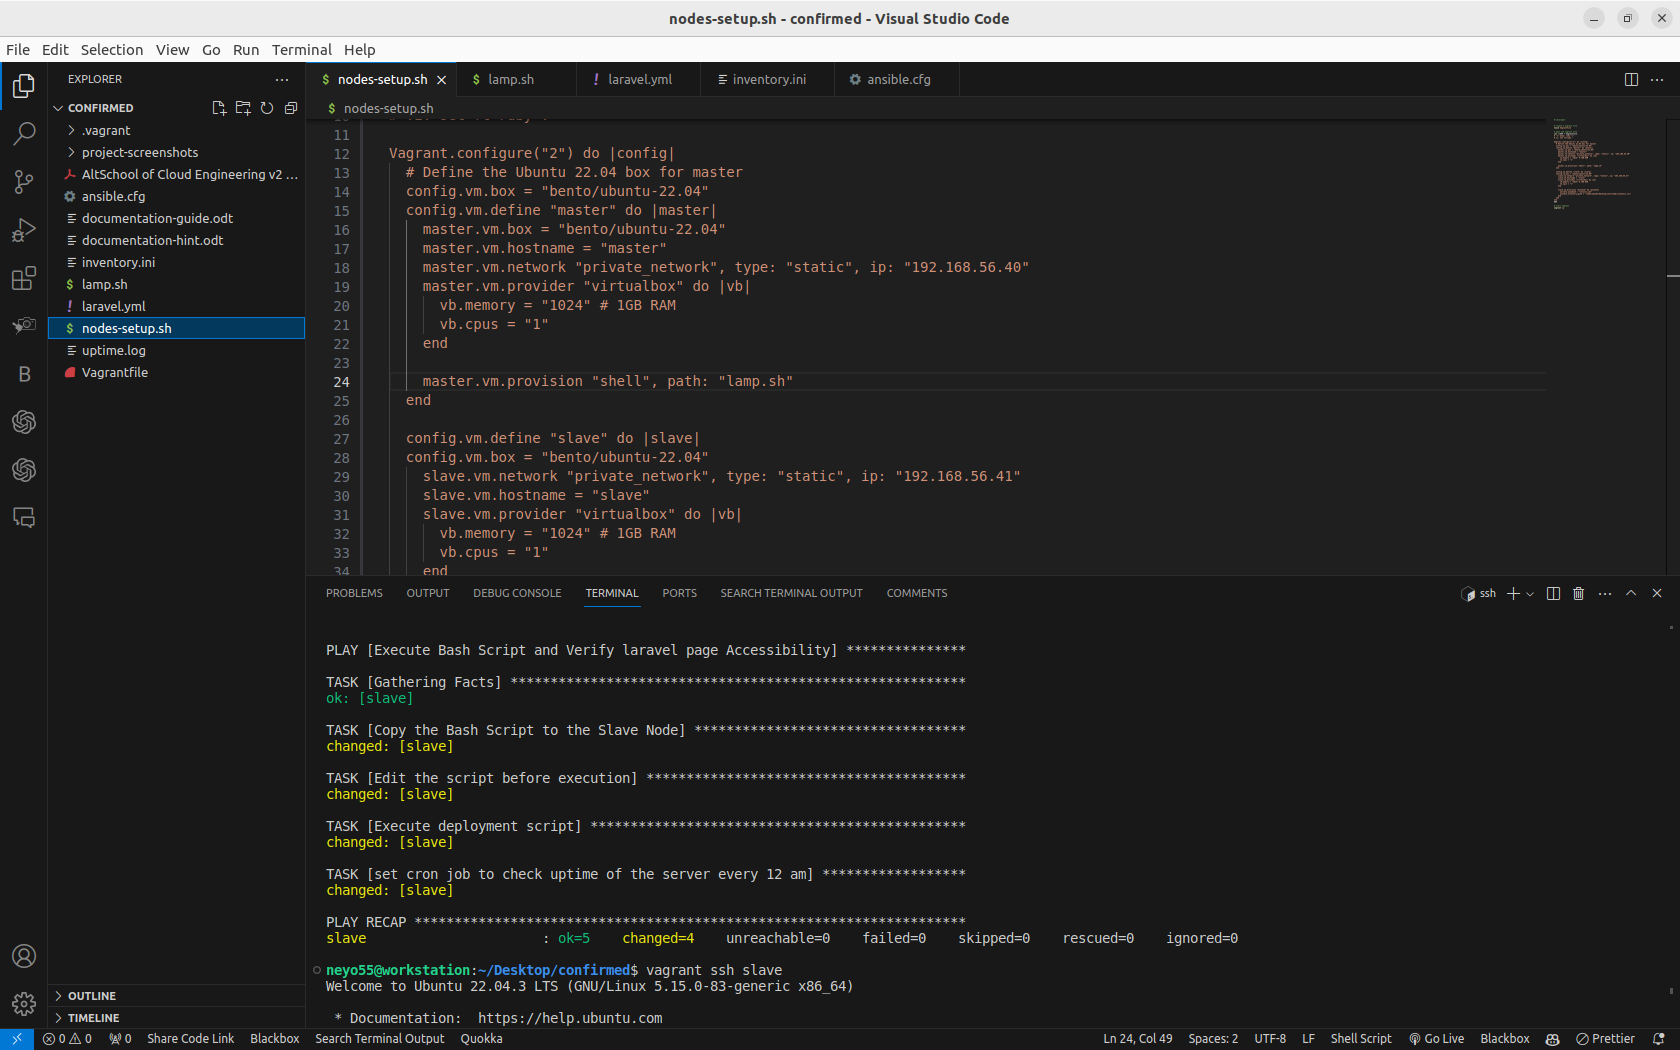 nodes-setup.sh - confirmed - Visual Studio Code
File Edit Selection View Go Run Terminal Help
EXPLORER
CONFIRMED
.vagrant
project-screenshots
AltSchool of Cloud Engineering v2 ...
ansible.cfg
documentation-guide.odt
documentation-hint.odt
inventory.ini
$ lamp.sh
! laravel.yml
$ nodes-setup.sh
uptime.log
Vagrantfile
OUTLINE
TIMELINE
$ nodes-setup.sh $ lamp.sh ! laravel.yml inventory.ini ansible.cfg
$ nodes-setup.sh
11
12 Vagrant.configure("2") do |config|
13 # Define the Ubuntu 22.04 box for master
14 config.vm.box = "bento/ubuntu-22.04"
15 config.vm.define "master" do |master|
16 master.vm.box = "bento/ubuntu-22.04"
17 master.vm.hostname = "master"
18 master.vm.network "private_network", type: "static", ip: "192.168.56.40"
19 master.vm.provider "virtualbox" do |vb|
20 vb.memory = "1024" # 1GB RAM
21 vb.cpus = "1"
22 end
23
24 master.vm.provision "shell", path: "lamp.sh"
25 end
26
27 config.vm.define "slave" do |slave|
28 config.vm.box = "bento/ubuntu-22.04"
29 slave.vm.network "private_network", type: "static", ip: "192.168.56.41"
30 slave.vm.hostname = "slave"
31 slave.vm.provider "virtualbox" do |vb|
32 vb.memory = "1024" # 1GB RAM
33 vb.cpus = "1"
34 end
PROBLEMS OUTPUT DEBUG CONSOLE TERMINAL PORTS SEARCH TERMINAL OUTPUT COMMENTS ssh
PLAY [Execute Bash Script and Verify laravel page Accessibility] ***************
TASK [Gathering Facts] *********************************************************
ok: [slave]
TASK [Copy the Bash Script to the Slave Node] **********************************
changed: [slave]
TASK [Edit the script before execution] ****************************************
changed: [slave]
TASK [Execute deployment script] ***********************************************
changed: [slave]
TASK [set cron job to check uptime of the server every 12 am] ******************
changed: [slave]
PLAY RECAP *********************************************************************
slave : ok=5 changed=4 unreachable=0 failed=0 skipped=0 rescued=0 ignored=0
neyo55@workstation:~/Desktop/confirmed$ vagrant ssh slave
Welcome to Ubuntu 22.04.3 LTS (GNU/Linux 5.15.0-83-generic x86_64)
* Documentation: https://help.ubuntu.com
0 0 0 Share Code Link Blackbox Search Terminal Output Quokka Ln 24, Col 49 Spaces: 2 UTF-8 LF Shell Script Go Live Blackbox Prettier